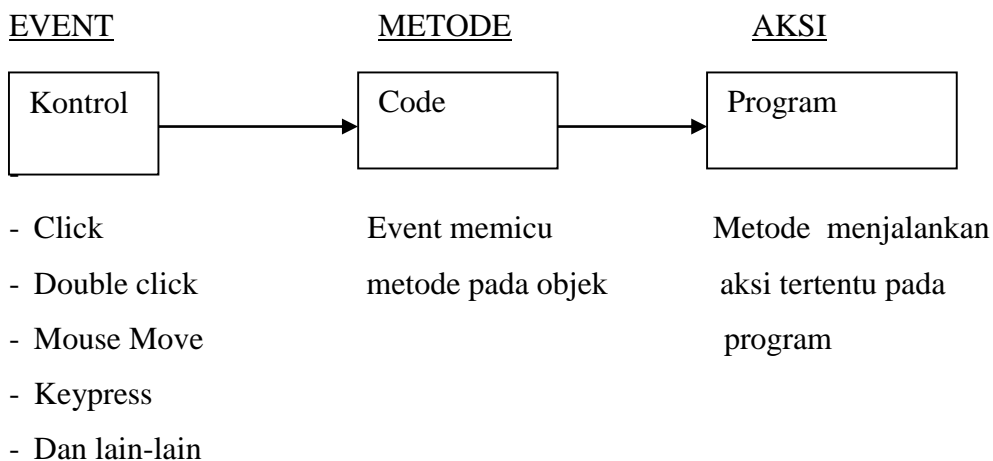 EVENT METODE AKSI
Kontrol Code Program
-
- Click Event memicu Metode menjalankan
- Double click metode pada objek aksi tertentu pada
- Mouse Move program
- Keypress
- Dan lain-lain